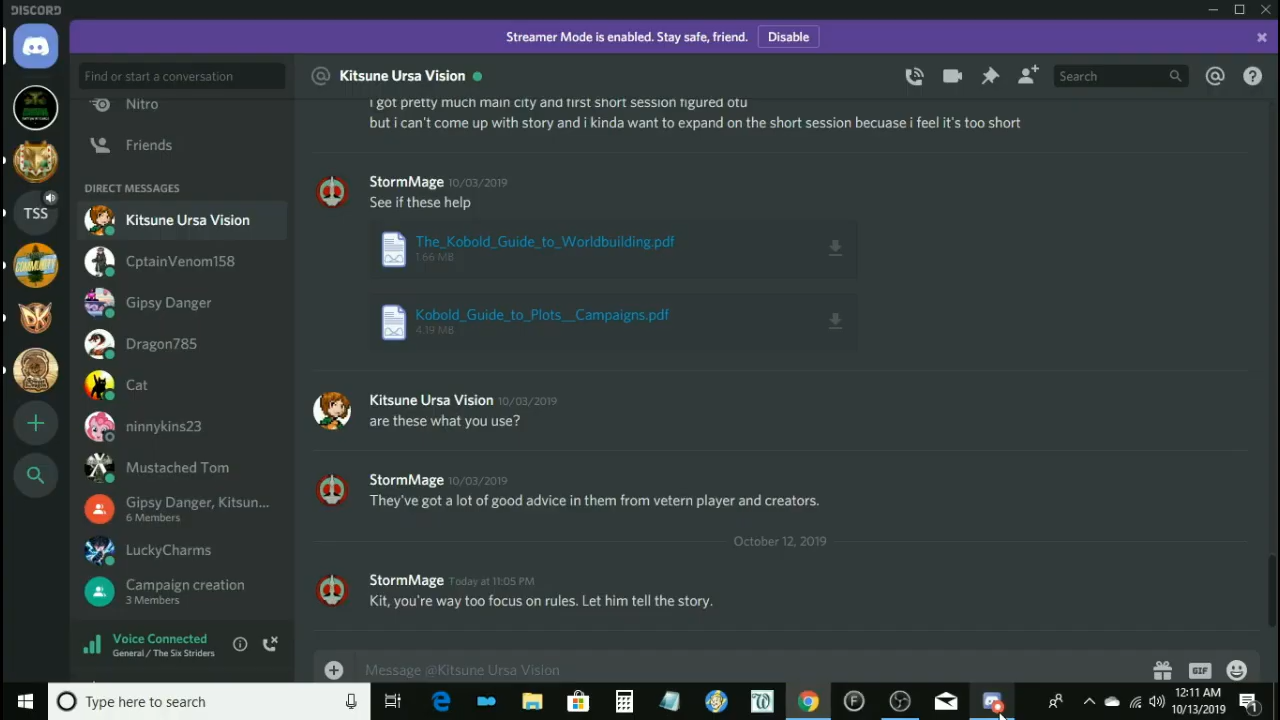 DISCORD
Streamer Mode is enabled. Stay safe, friend.
Disable
Find or start a conversation
Kitsune Ursa Vision
Search
Nitro
Friends
DIRECT MESSAGES
Kitsune Ursa Vision
CptainVenom158
Gipsy Danger
Dragon785
Cat
ninnykins23
Mustached Tom
Gipsy Danger, Kitsun...
6 Members
LuckyCharms
Campaign creation
3 Members
Voice Connected
General / The Six Striders
TSS
COMMUNITY
DK
i got pretty much main city and first short session figured otu
but i can't come up with story and i kinda want to expand on the short session becuase i feel it's too short
StormMage 10/03/2019
See if these help
The_Kobold_Guide_to_Worldbuilding.pdf
1.66 MB
Kobold_Guide_to_Plots__Campaigns.pdf
4.19 MB
Kitsune Ursa Vision 10/03/2019
are these what you use?
StormMage 10/03/2019
They've got a lot of good advice in them from vetern player and creators.
October 12, 2019
StormMage Today at 11:05 PM
Kit, you're way too focus on rules. Let him tell the story.
Message @Kitsune Ursa Vision
GIF
Type here to search
12:11 AM
10/13/2019
1